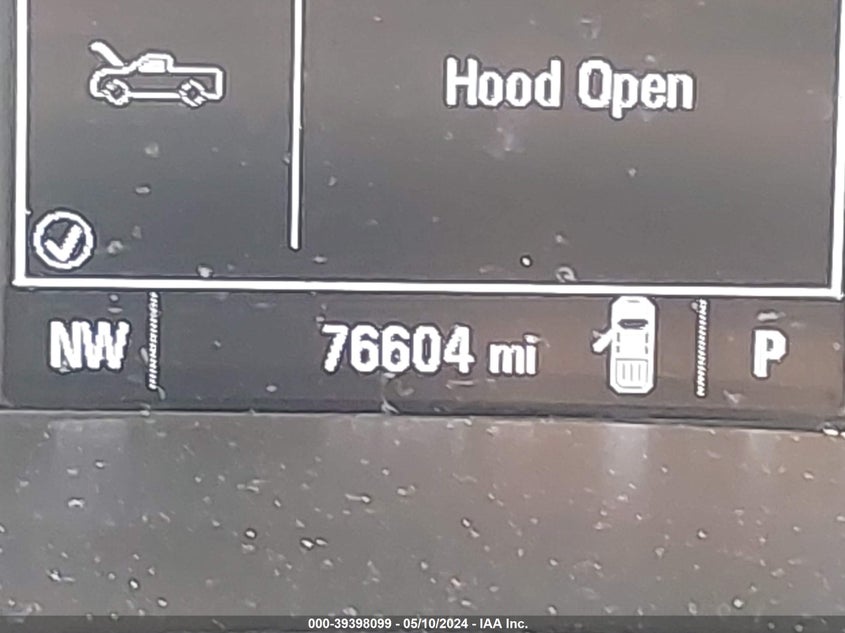 Hood Open
NW 76604 mi P
000-39398099 - 05/10/2024 - IAA Inc.